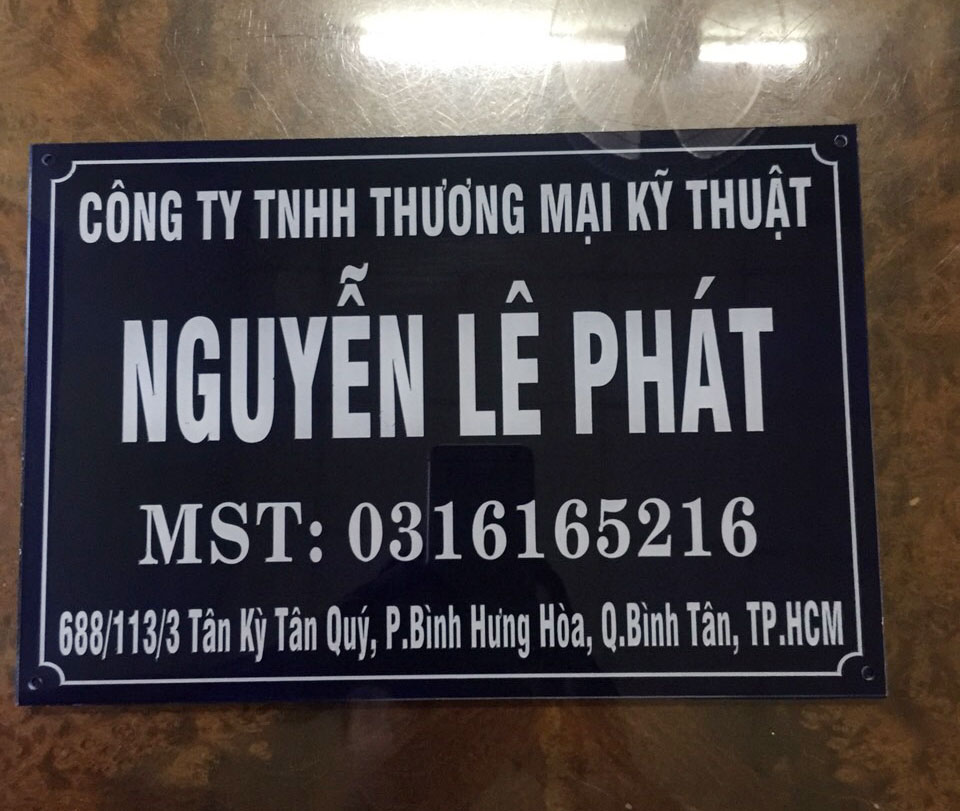 CÔNG TY TNHH THƯƠNG MẠI KỸ THUẬT
NGUYỄN LÊ PHÁT
MST: 0316165216
688/113/3 Tân Kỳ Tân Quý, P.Bình Hưng Hòa, Q.Bình Tân, TP.HCM